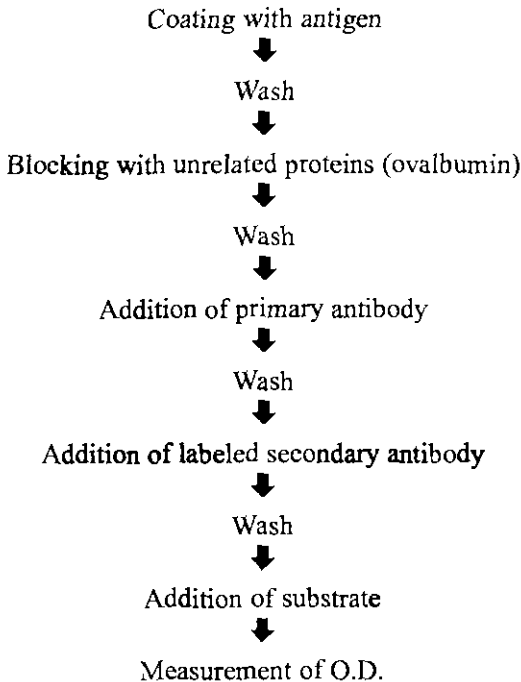 Coating with antigen
Wash
Blocking with unrelated proteins (ovalbumin)
Wash
Addition of primary antibody
Wash
Addition of labeled secondary antibody
Wash
Addition of substrate
Measurement of O.D.